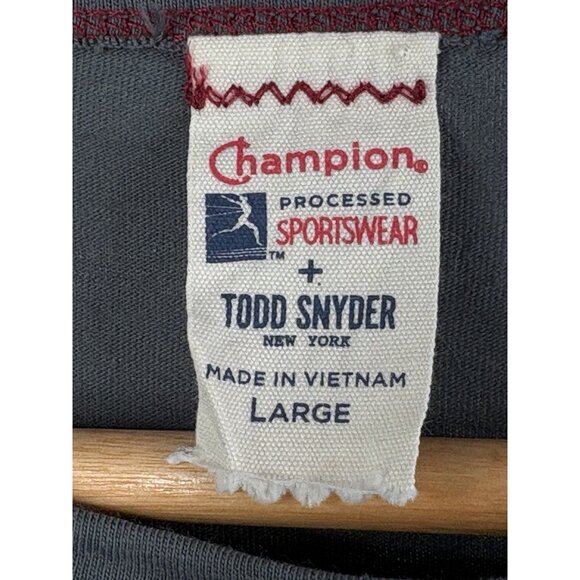 Champion®
PROCESSED
SPORTSWEAR
™
+
TODD SNYDER
NEW YORK
MADE IN VIETNAM
LARGE